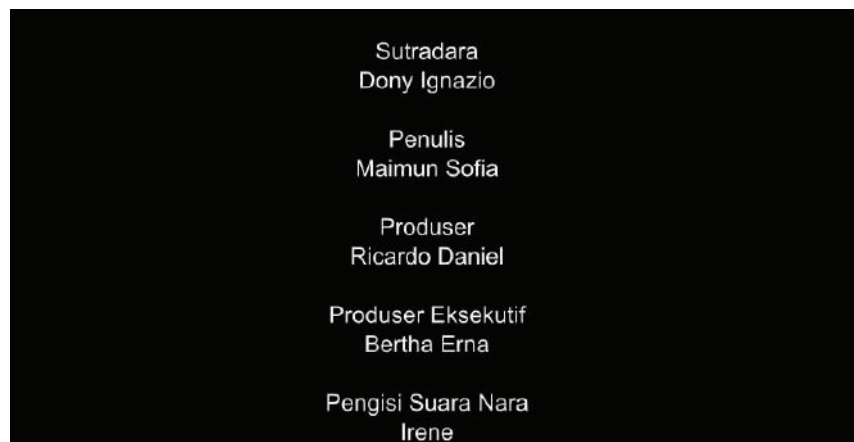 Sutradara
Dony Ignazio
Penulis
Maimun Sofia
Produser
Ricardo Daniel
Produser Eksekutif
Bertha Erna
Pengisi Suara Nara
Irene